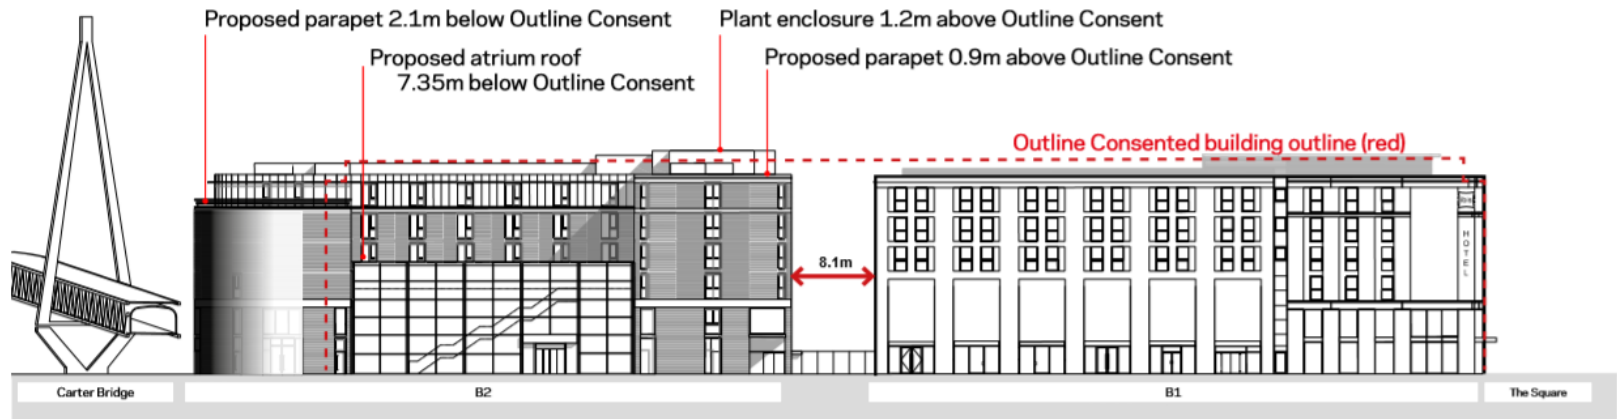 Proposed parapet 2.1m below Outline Consent
Plant enclosure 1.2m above Outline Consent
Proposed atrium roof
7.35m below Outline Consent
Proposed parapet 0.9m above Outline Consent
Outline Consented building outline (red)
8.1m
HOTEL
Carter Bridge
B2
B1
The Square